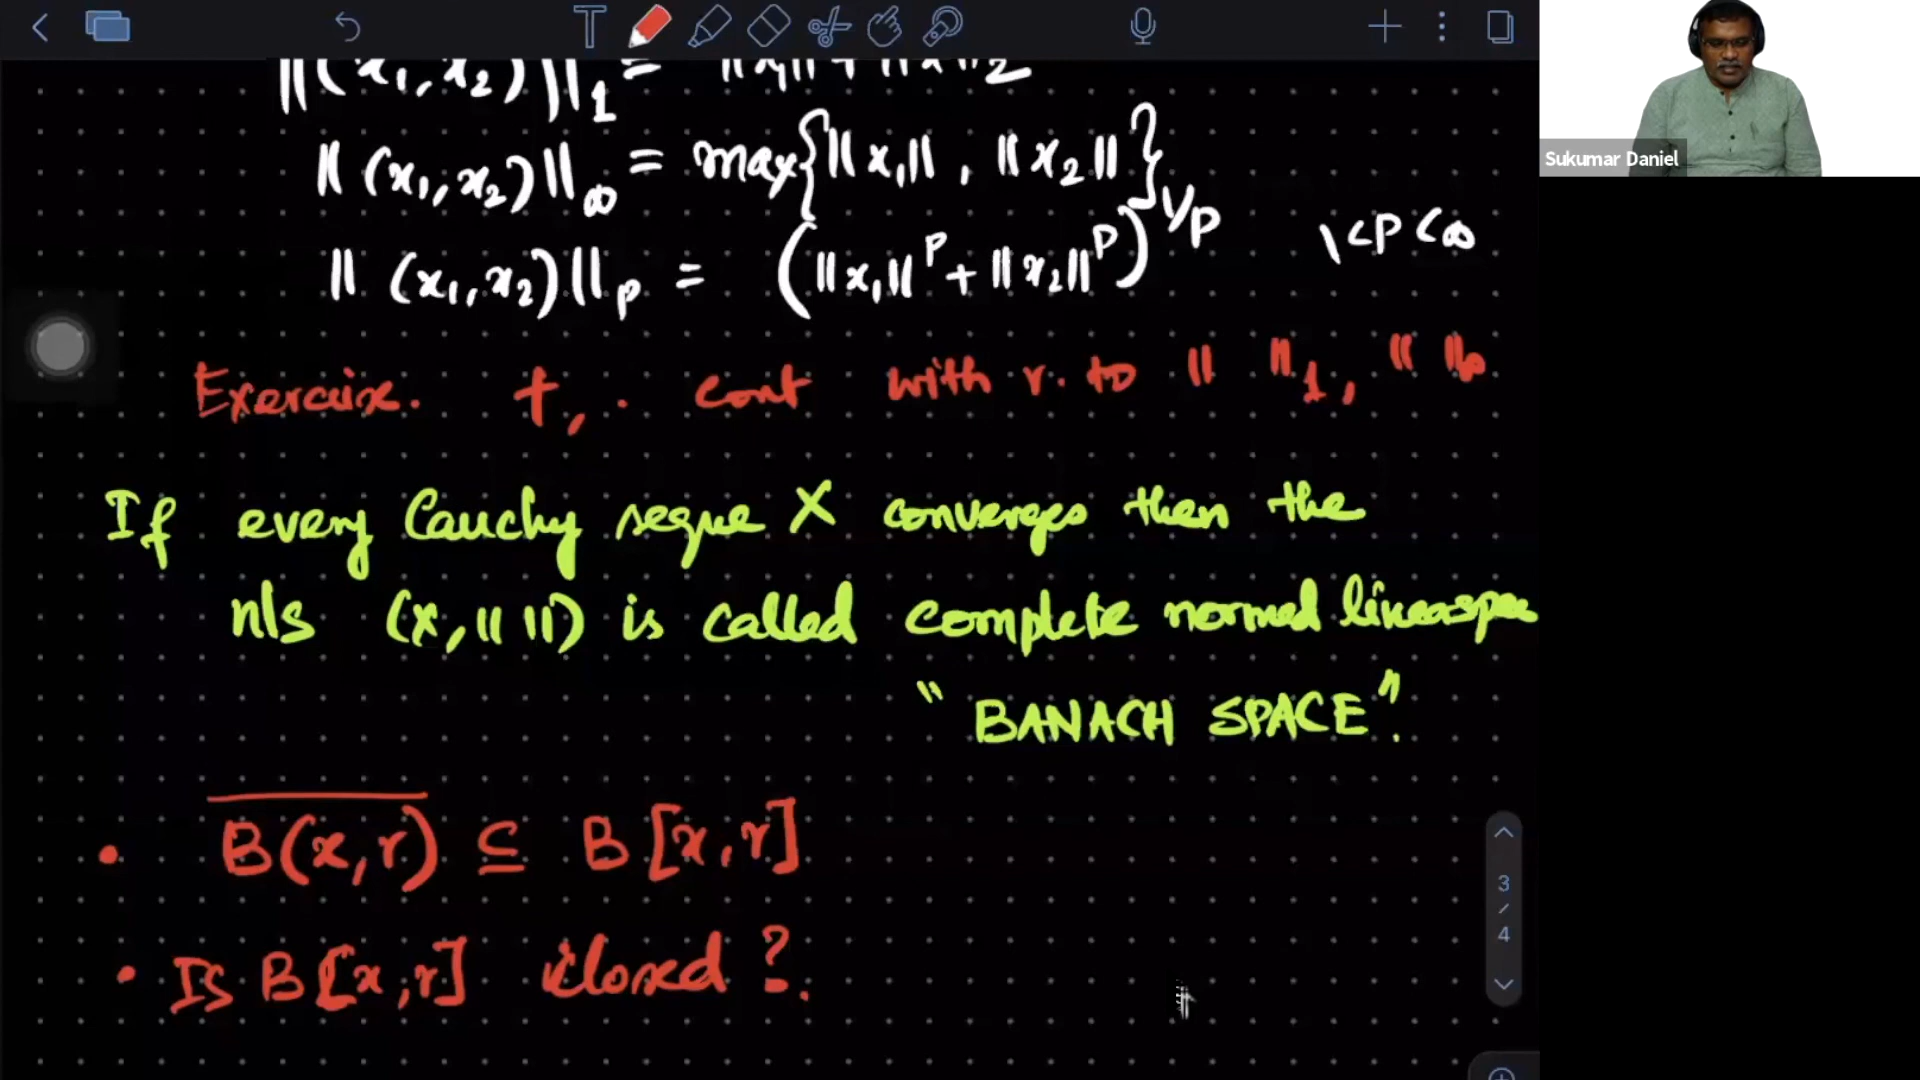 ||(x₁,x₂)||₁ = ||x₁||+||x||₂
||(x₁,x₂)||∞ = max{||x₁||, ||x₂||}
||(x₁,x₂)||ₚ = (||x₁||ᵖ + ||x₂||ᵖ)^1/p 1<p<∞
Exercise. +, . cont with r. to || ||₁, || ||
If every Cauchy seque X converges then the
nls (X, || ||) is called complete normed
"BANACH SPACE".
• \overline{B(x,r)} ⊆ B[x,r]
• Is B[x,r] closed?
Sukumar Daniel
3
/
4